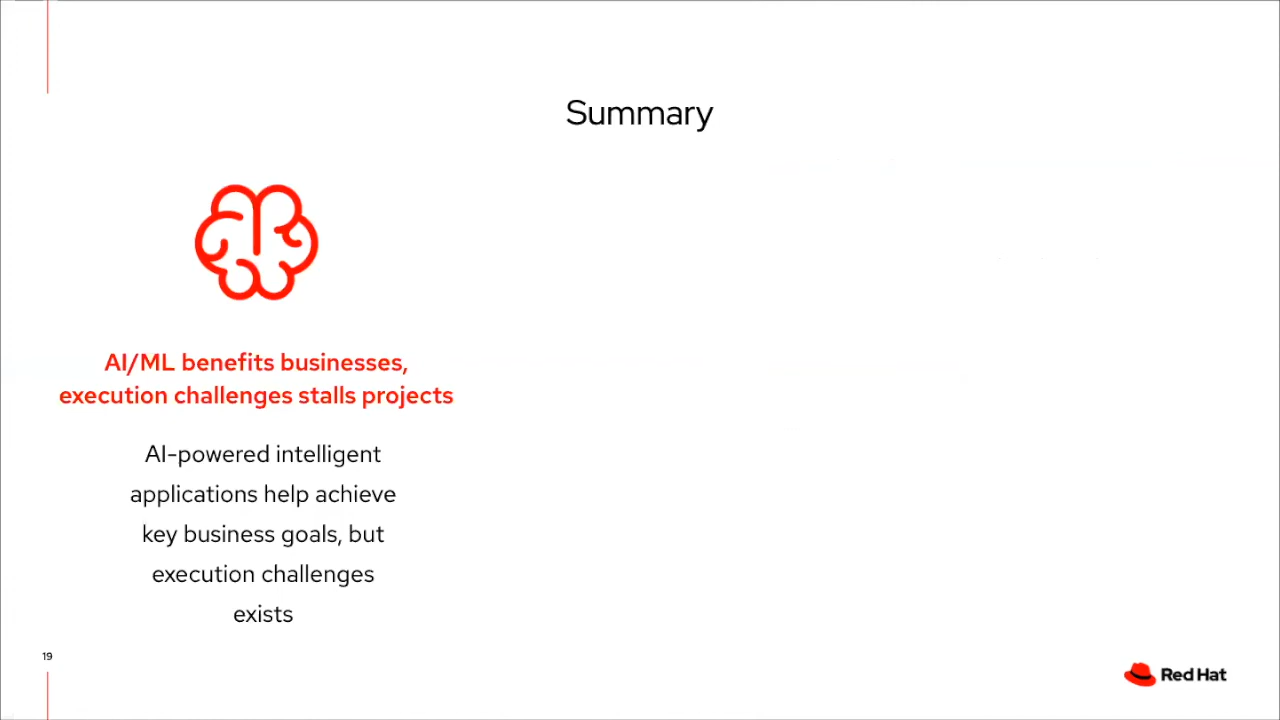 Summary
AI/ML benefits businesses,
execution challenges stalls projects
AI-powered intelligent
applications help achieve
key business goals, but
execution challenges
exists
19
Red Hat